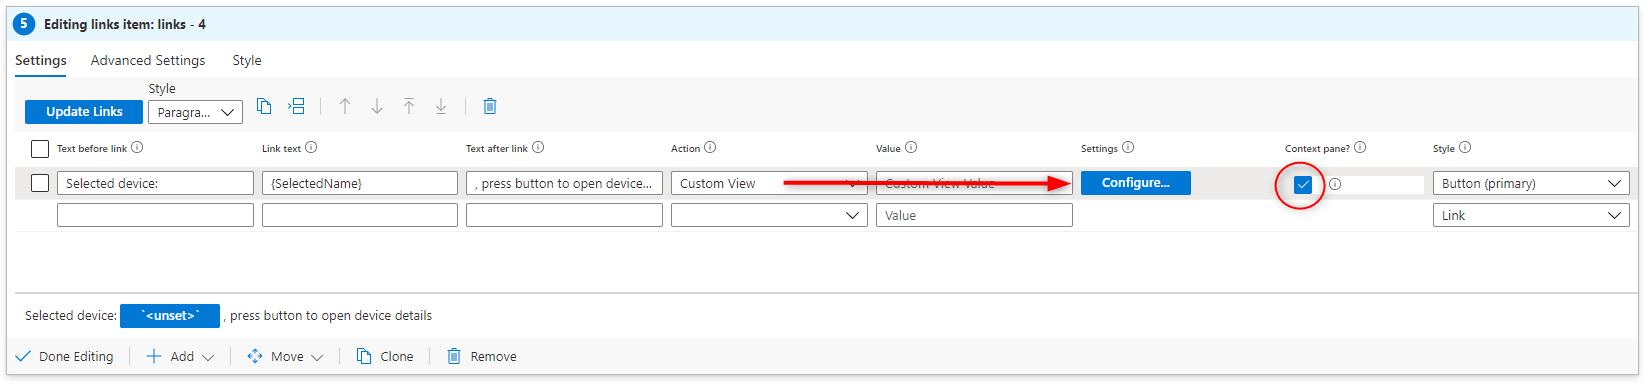 5 Editing links item: links - 4
Settings Advanced Settings Style
Style
Update Links Paragra...
Text before link Link text Text after link Action Value Settings Context pane? Style
Selected device: {SelectedName} , press button to open device... Custom View Custom View Value Configure... Button (primary)
Value Link
Selected device: `<unset>` , press button to open device details
Done Editing Add Move Clone Remove